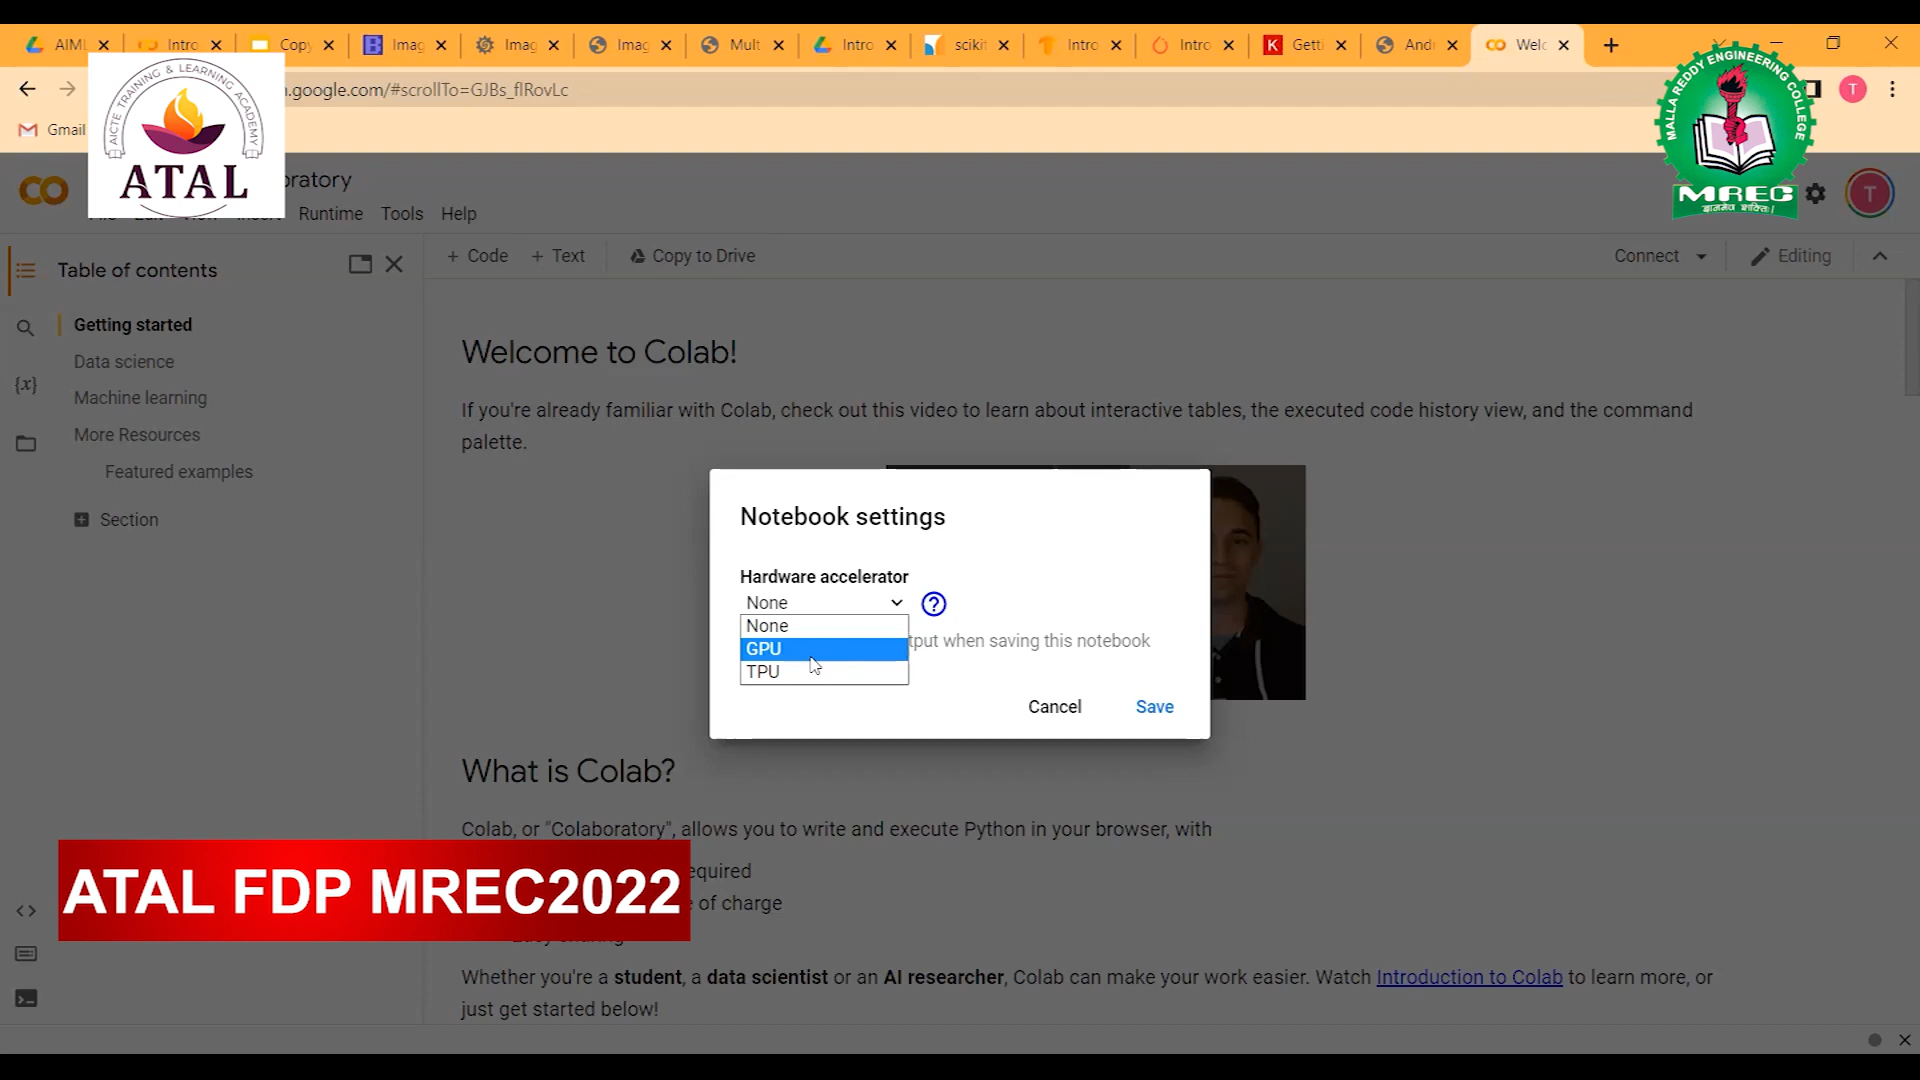 AIML
Intro
Copy
Imag
Imag
Imag
Mult
Intro
scikit
Intro
Intro
Getti
Andr
Welc
.google.com/#scrollTo=GJBs_flRovLc
Gmail
AICTE TRAINING & LEARNING ACADEMY
ATAL
MALLA REDDY ENGINEERING COLLEGE
MREC
T
oratory
Runtime Tools Help
T
Table of contents
+ Code + Text Copy to Drive
Connect
Editing
Getting started
Data science
Machine learning
More Resources
Featured examples
Section
{x}
Welcome to Colab!
If you're already familiar with Colab, check out this video to learn about interactive tables, the executed code history view, and the command
palette.
Notebook settings
Hardware accelerator
None
None
GPU
TPU
tput when saving this notebook
Cancel Save
What is Colab?
Colab, or "Colaboratory", allows you to write and execute Python in your browser, with
equired
e of charge
ATAL FDP MREC2022
Whether you're a student, a data scientist or an AI researcher, Colab can make your work easier. Watch Introduction to Colab to learn more, or
just get started below!